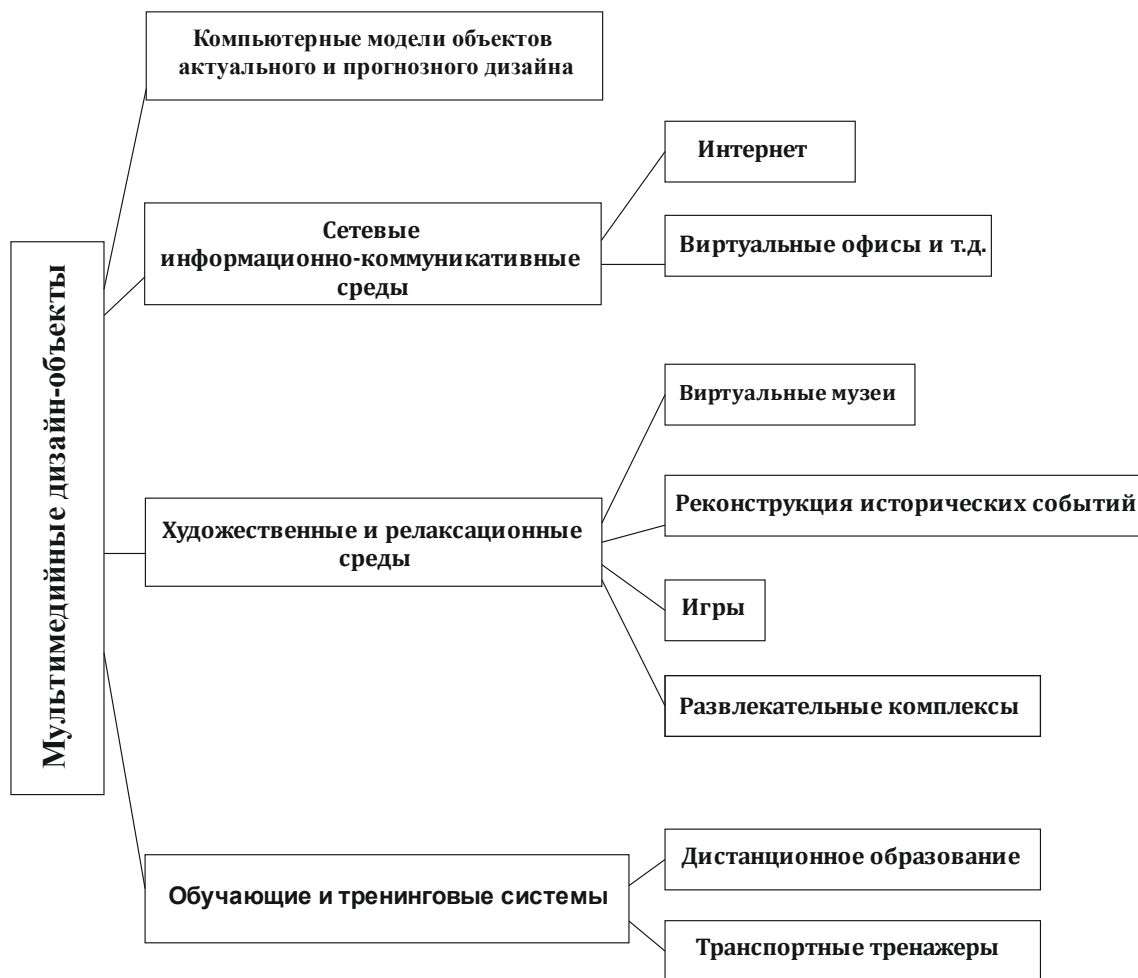 Мультимедийные дизайн-объекты
Компьютерные модели объектов
актуального и прогнозного дизайна
Сетевые
информационно-коммуникативные
среды
Интернет
Виртуальные офисы и т.д.
Художественные и релаксационные
среды
Виртуальные музеи
Реконструкция исторических событий
Игры
Развлекательные комплексы
Обучающие и тренинговые системы
Дистанционное образование
Транспортные тренажеры